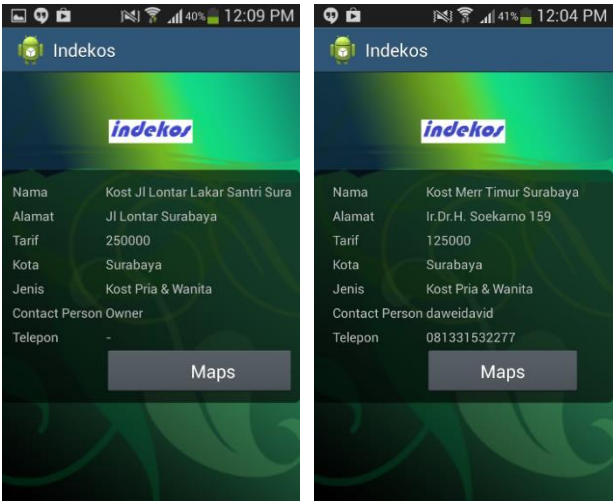 40% 12:09 PM
Indekos
indekos
Nama Kost Jl Lontar Lakar Santri Sura
Alamat Jl Lontar Surabaya
Tarif 250000
Kota Surabaya
Jenis Kost Pria & Wanita
Contact Person Owner
Telepon -
Maps
41% 12:04 PM
Indekos
indekos
Nama Kost Merr Timur Surabaya
Alamat Ir.Dr.H. Soekarno 159
Tarif 125000
Kota Surabaya
Jenis Kost Pria & Wanita
Contact Person daweidavid
Telepon 081331532277
Maps